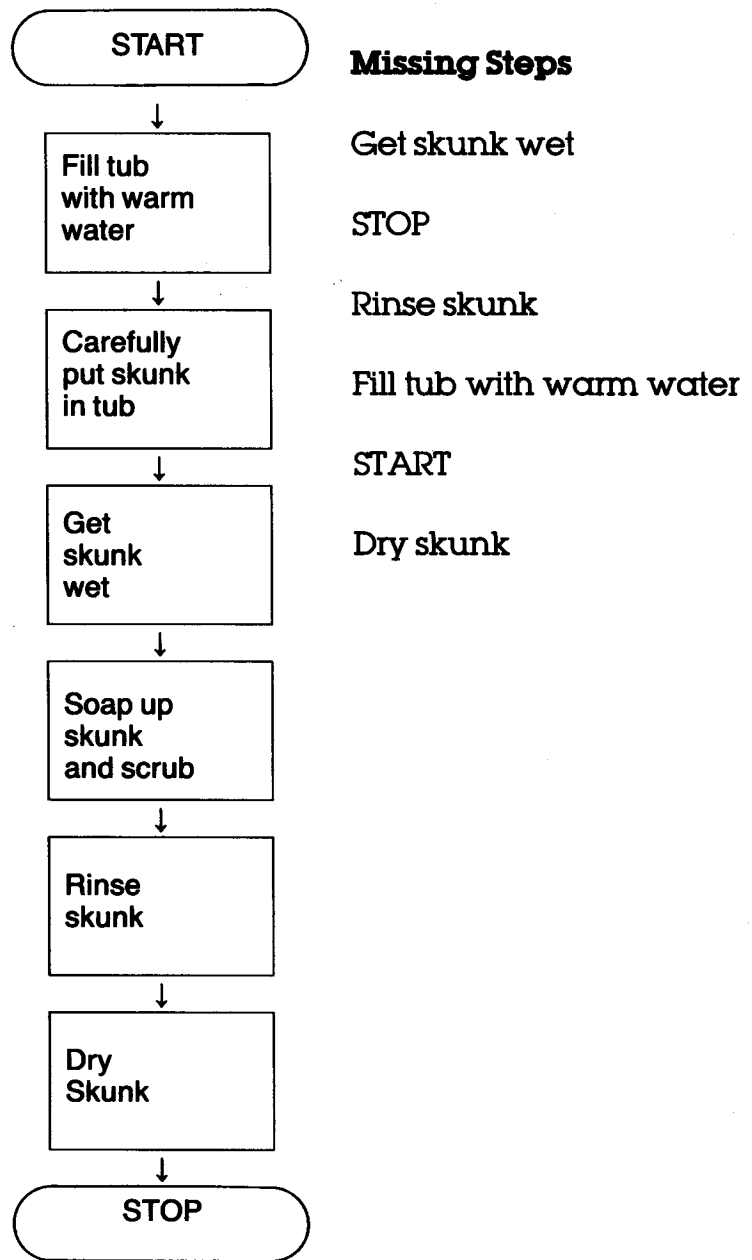 START
Fill tub
with warm
water
Carefully
put skunk
in tub
Get
skunk
wet
Soap up
skunk
and scrub
Rinse
skunk
Dry
Skunk
STOP
Missing Steps
Get skunk wet
STOP
Rinse skunk
Fill tub with warm water
START
Dry skunk